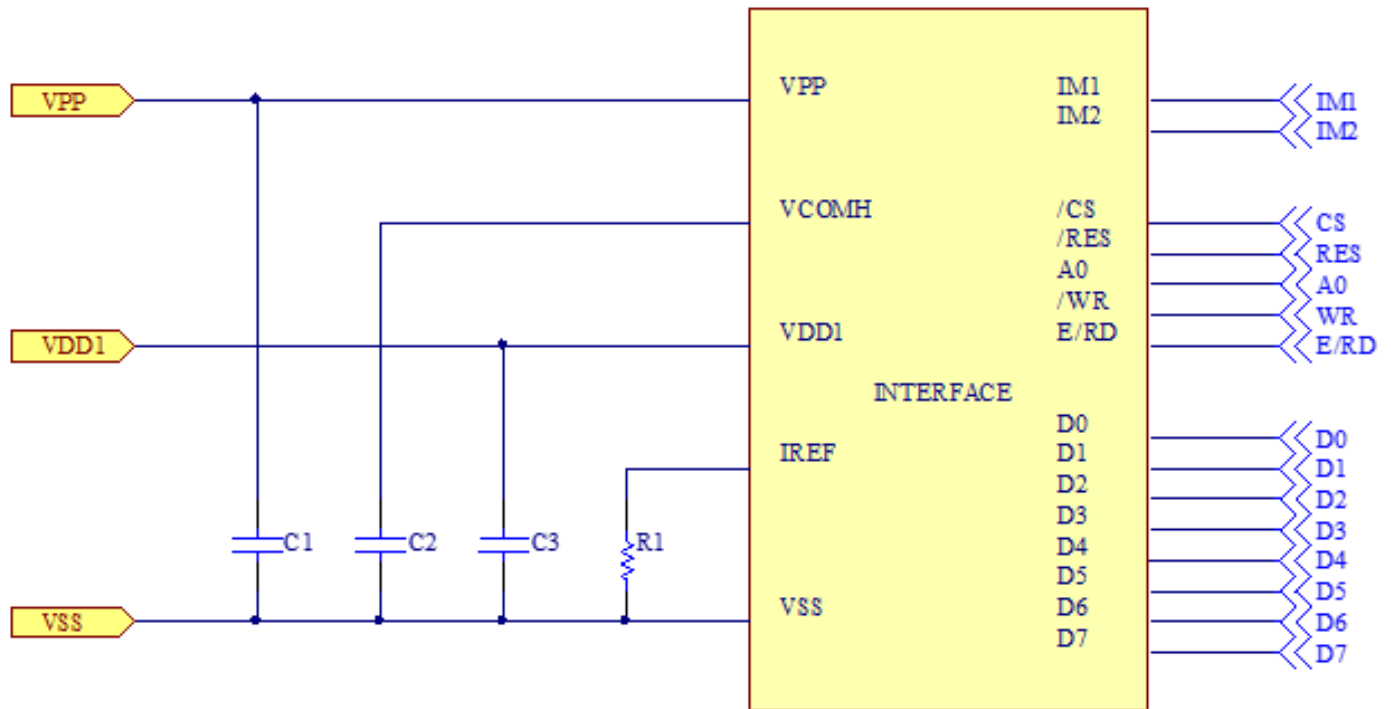 VPP
VDD1
VSS
C1
C2
C3
R1
VPP
VCOMH
VDD1
IREF
VSS
INTERFACE
IM1
IM2
/CS
/RES
A0
/WR
E/RD
D0
D1
D2
D3
D4
D5
D6
D7
IM1
IM2
CS
RES
A0
WR
E/RD
D0
D1
D2
D3
D4
D5
D6
D7